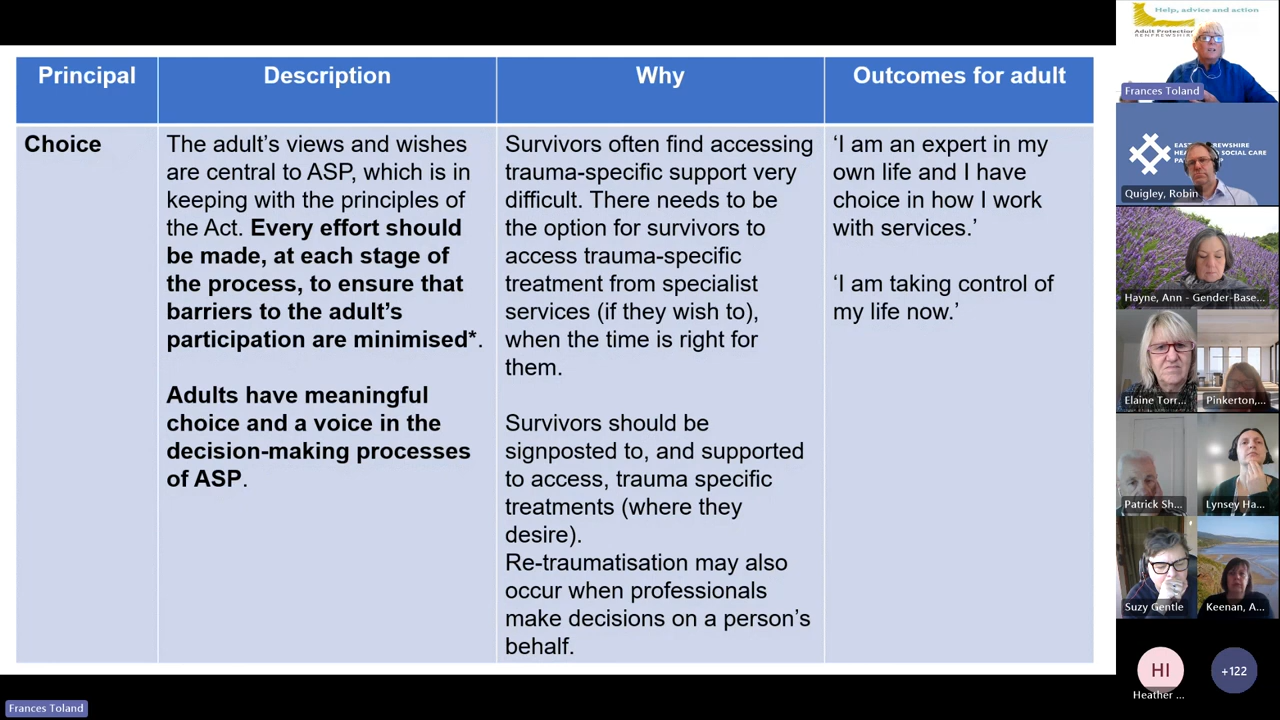 Principal
Description
Why
Outcomes for adult
Choice
The adult’s views and wishes
are central to ASP, which is in
keeping with the principles of
the Act. Every effort should
be made, at each stage of
the process, to ensure that
barriers to the adult’s
participation are minimised*.
Adults have meaningful
choice and a voice in the
decision-making processes
of ASP.
Survivors often find accessing
trauma-specific support very
difficult. There needs to be
the option for survivors to
access trauma-specific
treatment from specialist
services (if they wish to),
when the time is right for
them.
Survivors should be
signposted to, and supported
to access, trauma specific
treatments (where they
desire).
Re-traumatisation may also
occur when professionals
make decisions on a person’s
behalf.
‘I am an expert in my
own life and I have
choice in how I work
with services.’
‘I am taking control of
my life now.’
Help, advice and action
Adult Protection
Frances Toland
Quigley, Robin
Hayne, Ann - Gender-Base...
Elaine Torr...
Pinkerton,...
Patrick Sh...
Lynsey Ha...
Suzy Gentle
Keenan, A...
HI
Heather ...
+122
Frances Toland